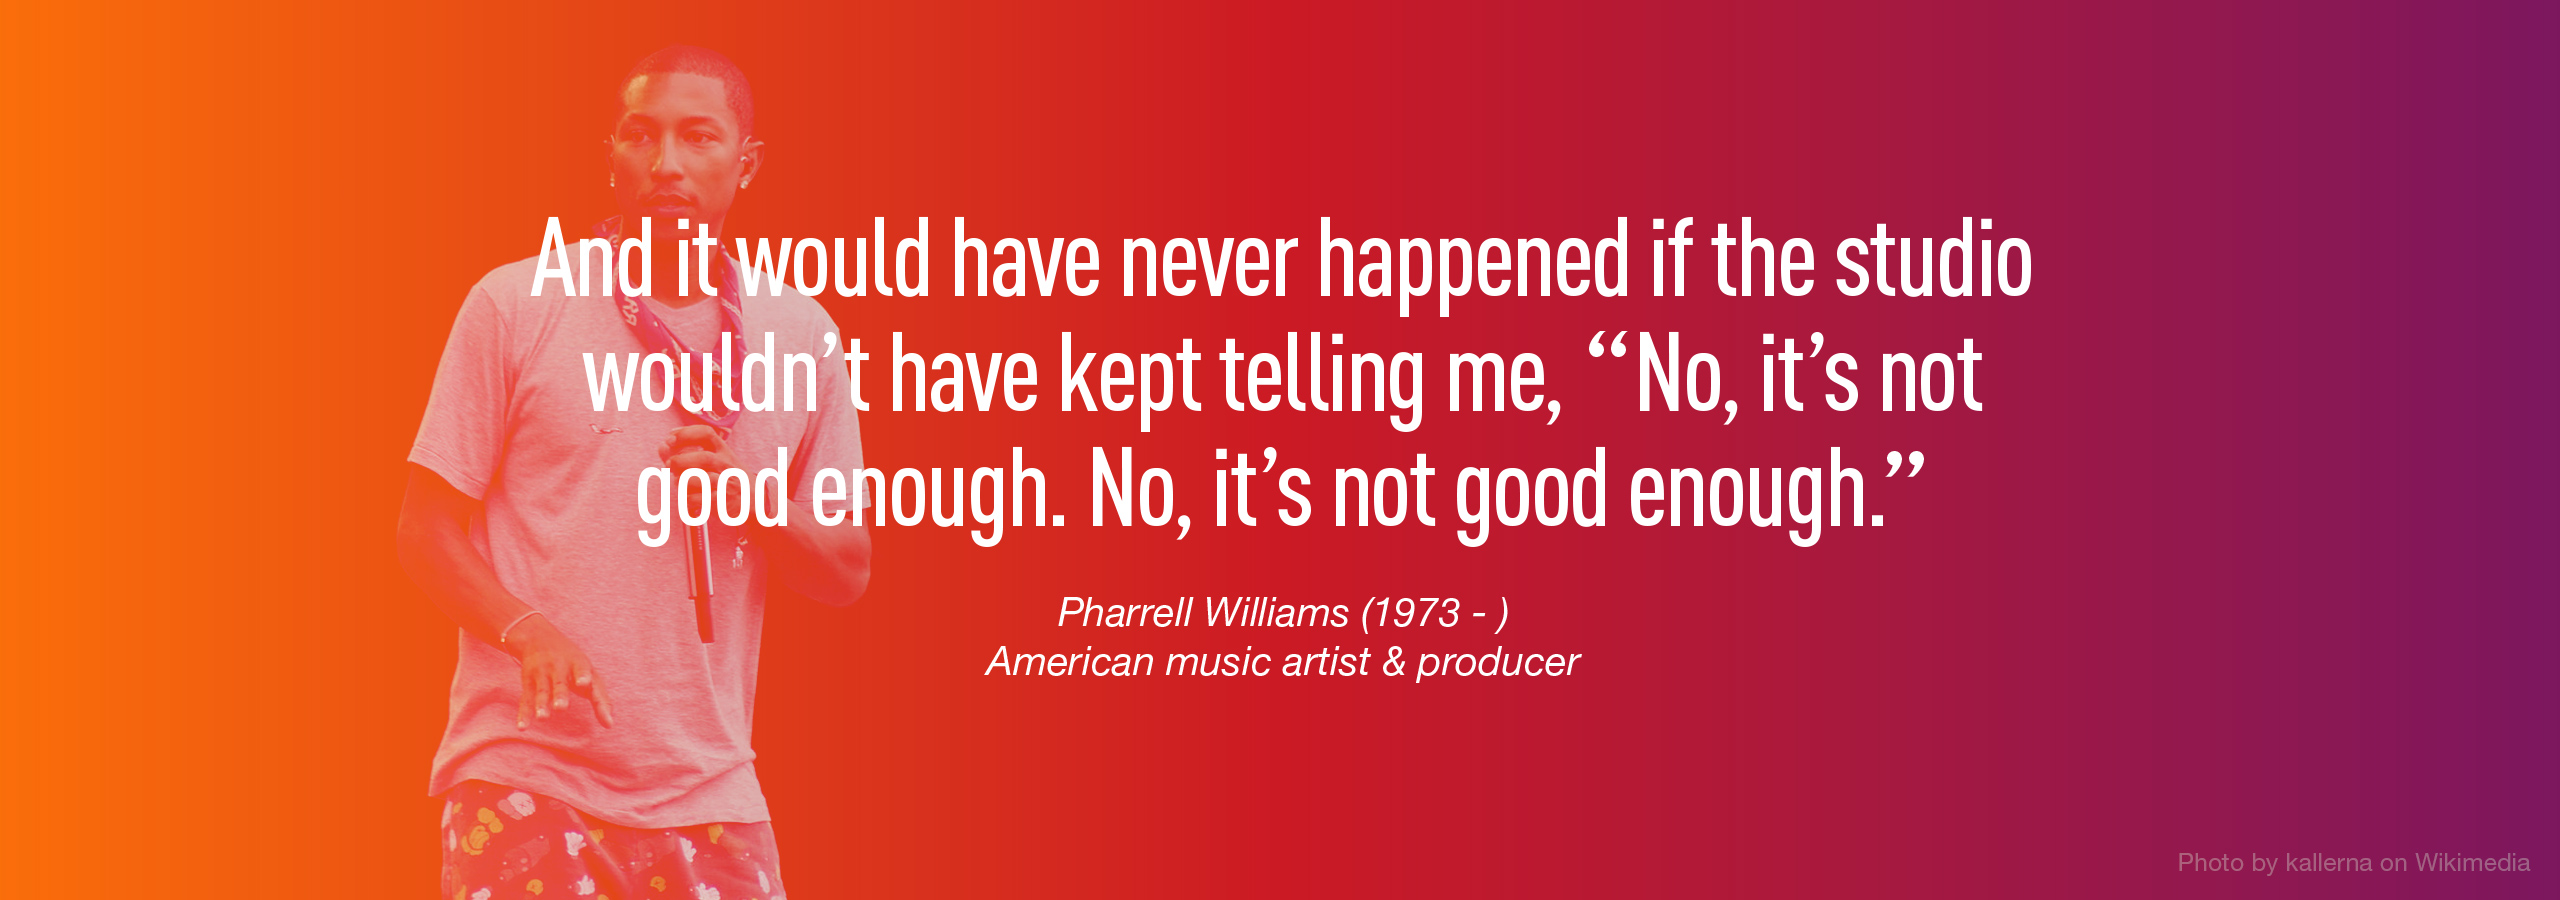 And it would have never happened if the studio
wouldn’t have kept telling me, “No, it’s not
good enough. No, it’s not good enough.”
Pharrell Williams (1973 - )
American music artist & producer
Photo by kallerna on Wikimedia